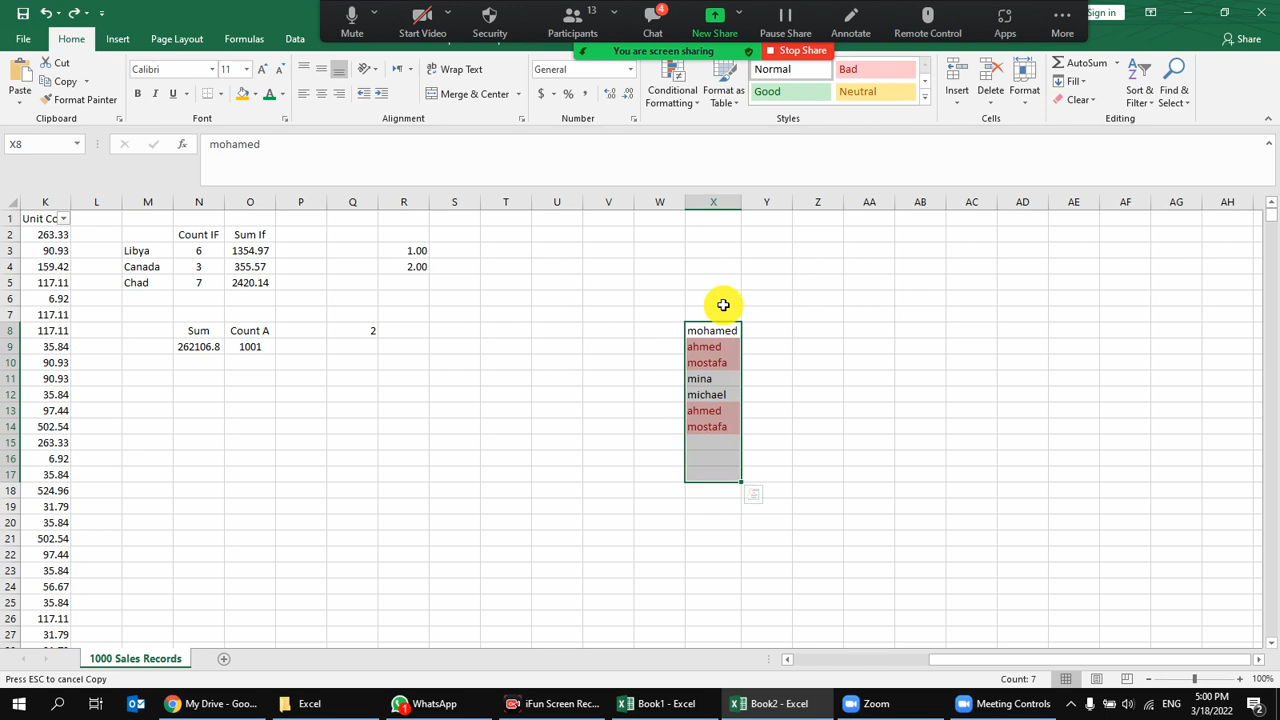 13
4
Sign in
Mute
Start Video
Security
Participants
Chat
New Share
Pause Share
Annotate
Remote Control
Apps
More
You are screen sharing
Stop Share
File
Home
Insert
Page Layout
Formulas
Data
Share
Paste
Cut
Copy
Format Painter
Calibri
11
B I U
Wrap Text
Merge & Center
General
$ % ,
Conditional Formatting
Format as Table
Normal
Bad
Good
Neutral
Insert
Delete
Format
AutoSum
Fill
Clear
Sort & Filter
Find & Select
Clipboard
Font
Alignment
Number
Styles
Cells
Editing
X8
fx
mohamed
K L M N O P Q R S T U V W X Y Z AA AB AC AD AE AF AG AH
1 Unit Co
2 263.33 Count IF Sum If
3 90.93 Libya 6 1354.97 1.00
4 159.42 Canada 3 355.57 2.00
5 117.11 Chad 7 2420.14
6 6.92
7 117.11
8 117.11 Sum Count A 2 mohamed
9 35.84 262106.8 1001 ahmed
10 90.93 mostafa
11 90.93 mina
12 35.84 michael
13 97.44 ahmed
14 502.54 mostafa
15 263.33
16 6.92
17 35.84
18 524.96
19 31.79
20 35.84
21 502.54
22 97.44
23 35.84
24 56.67
25 35.84
26 117.11
27 31.79
1000 Sales Records
Press ESC to cancel Copy
Count: 7
100%
My Drive - Goo...
Excel
WhatsApp
1
iFun Screen Rec...
Book1 - Excel
Book2 - Excel
Zoom
Meeting Controls
ENG
5:00 PM
3/18/2022
2